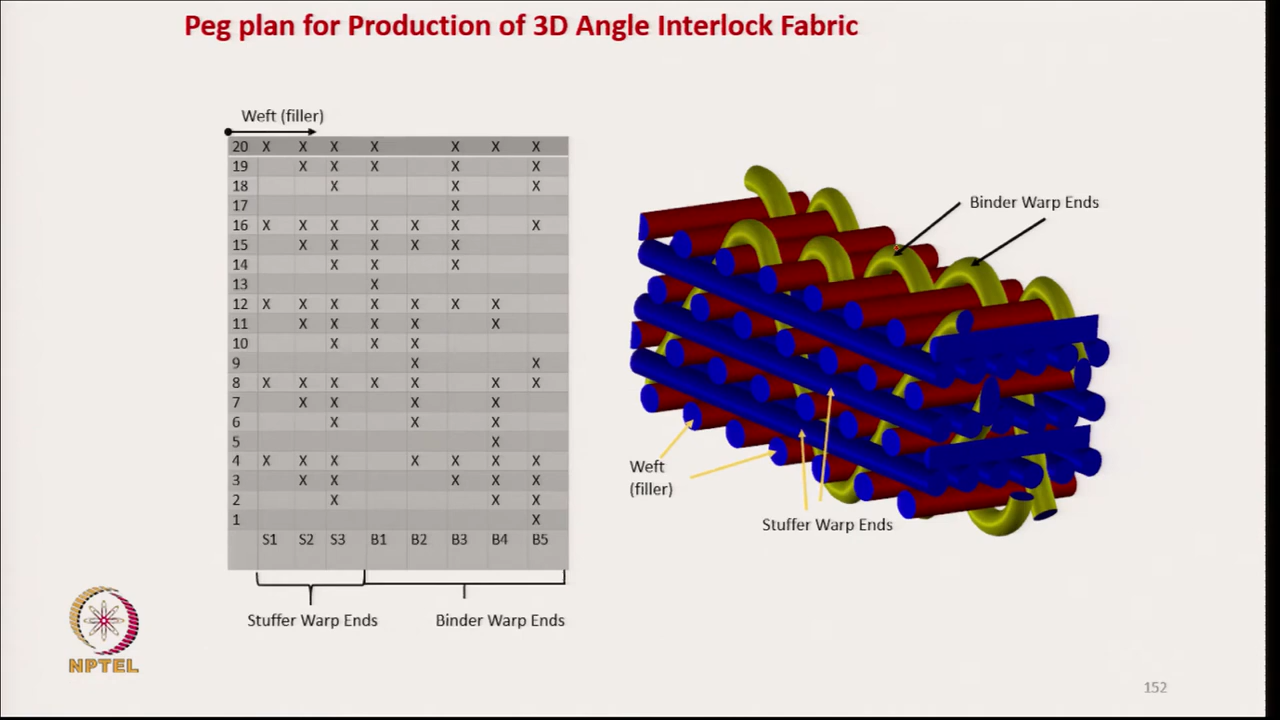 Peg plan for Production of 3D Angle Interlock Fabric
Weft (filler)
20 X X X X X X X
19 X X X X X
18 X X X
17 X
16 X X X X X X X
15 X X X X X
14 X X X
13 X
12 X X X X X X X
11 X X X X X
10 X X X
9 X X
8 X X X X X X X
7 X X X X
6 X X X
5 X
4 X X X X X X X
3 X X X X X
2 X X X
1 X
S1 S2 S3 B1 B2 B3 B4 B5
Stuffer Warp Ends
Binder Warp Ends
Binder Warp Ends
Weft
(filler)
Stuffer Warp Ends
NPTEL
152